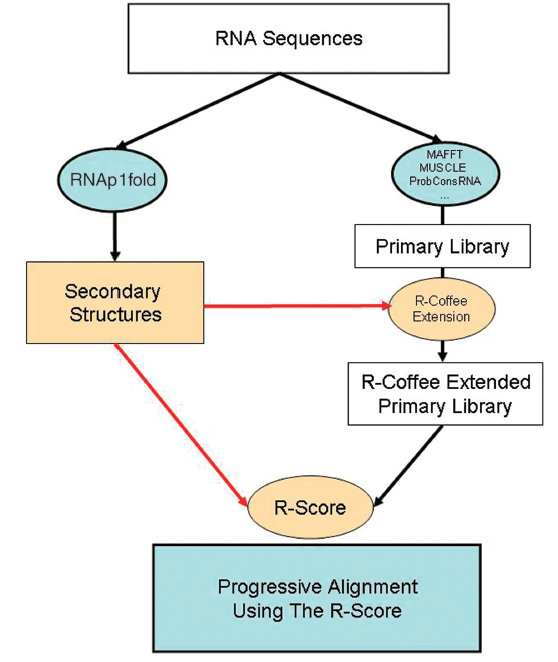 RNA Sequences
RNAp1fold
MAFFT
MUSCLE
ProbConsRNA
...
Primary Library
Secondary
Structures
R-Coffee
Extension
R-Coffee Extended
Primary Library
R-Score
Progressive Alignment
Using The R-Score